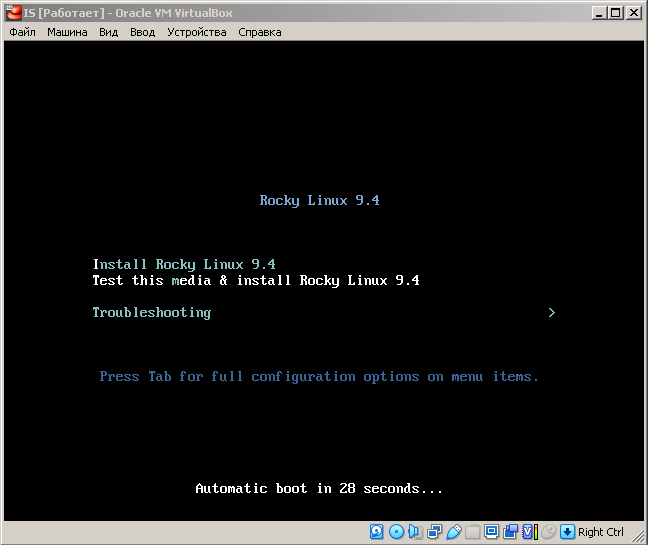 IS [Работает] - Oracle VM VirtualBox
Файл Машина Вид Ввод Устройства Справка
Rocky Linux 9.4
Install Rocky Linux 9.4
Test this media & install Rocky Linux 9.4
Troubleshooting >
Press Tab for full configuration options on menu items.
Automatic boot in 28 seconds...
Right Ctrl